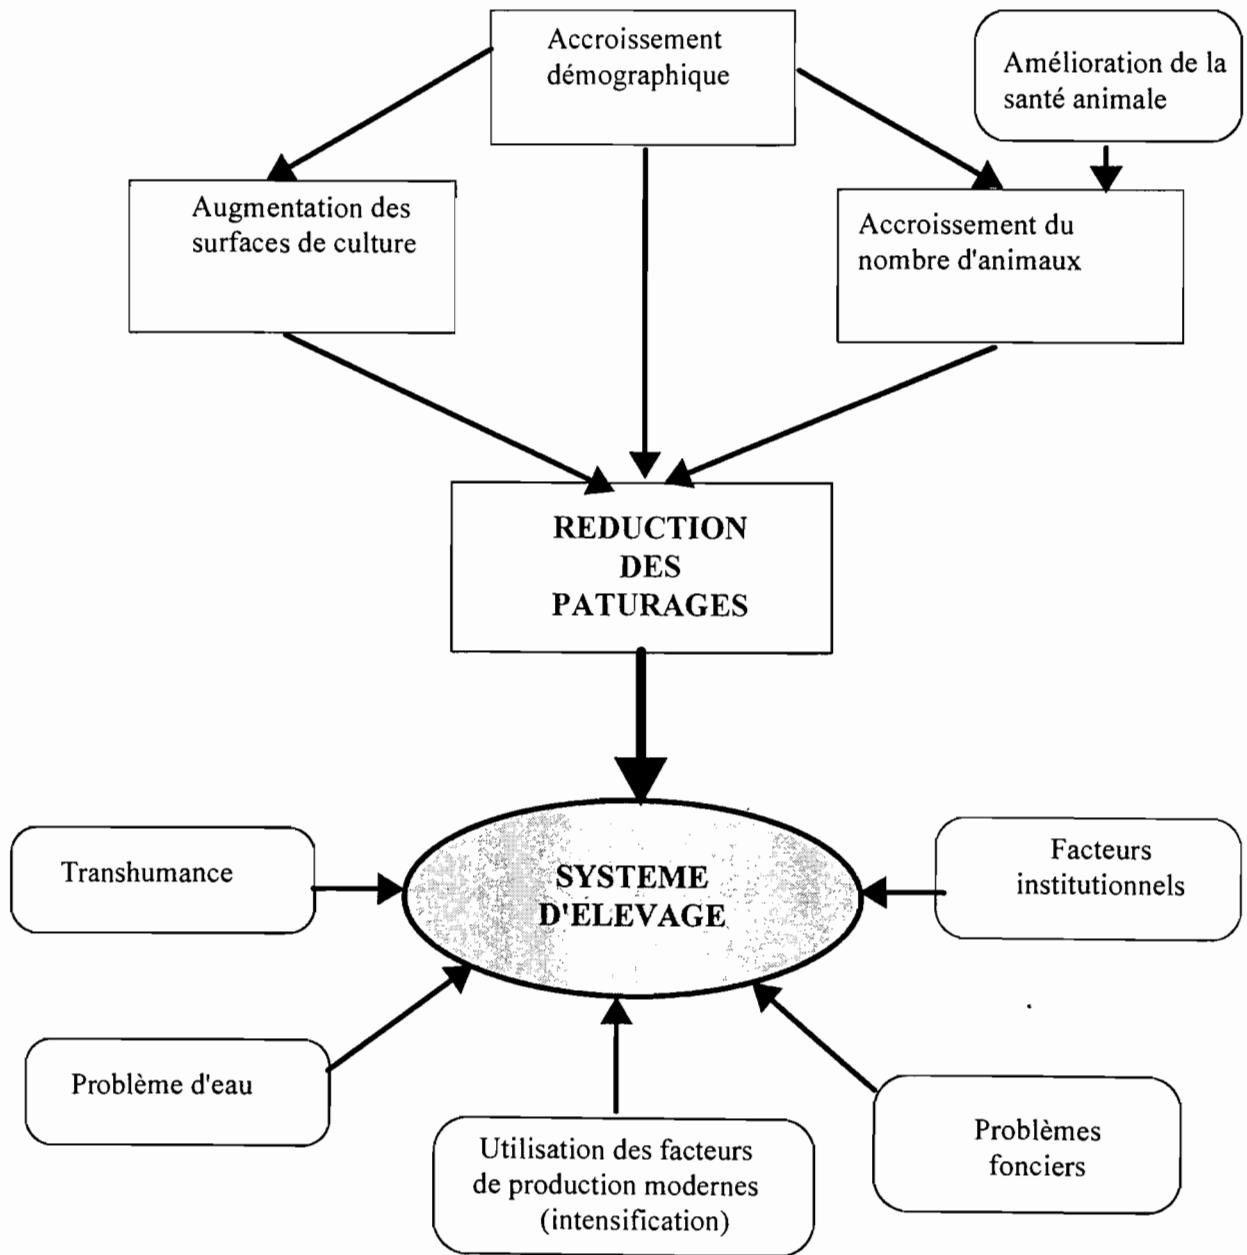 Accroissement
démographique
Amélioration de la
santé animale
Augmentation des
surfaces de culture
Accroissement du
nombre d'animaux
REDUCTION
DES
PATURAGES
Transhumance
SYSTEME
D'ELEVAGE
Facteurs
institutionnels
Problème d'eau
Utilisation des facteurs
de production modernes
(intensification)
Problèmes
fonciers